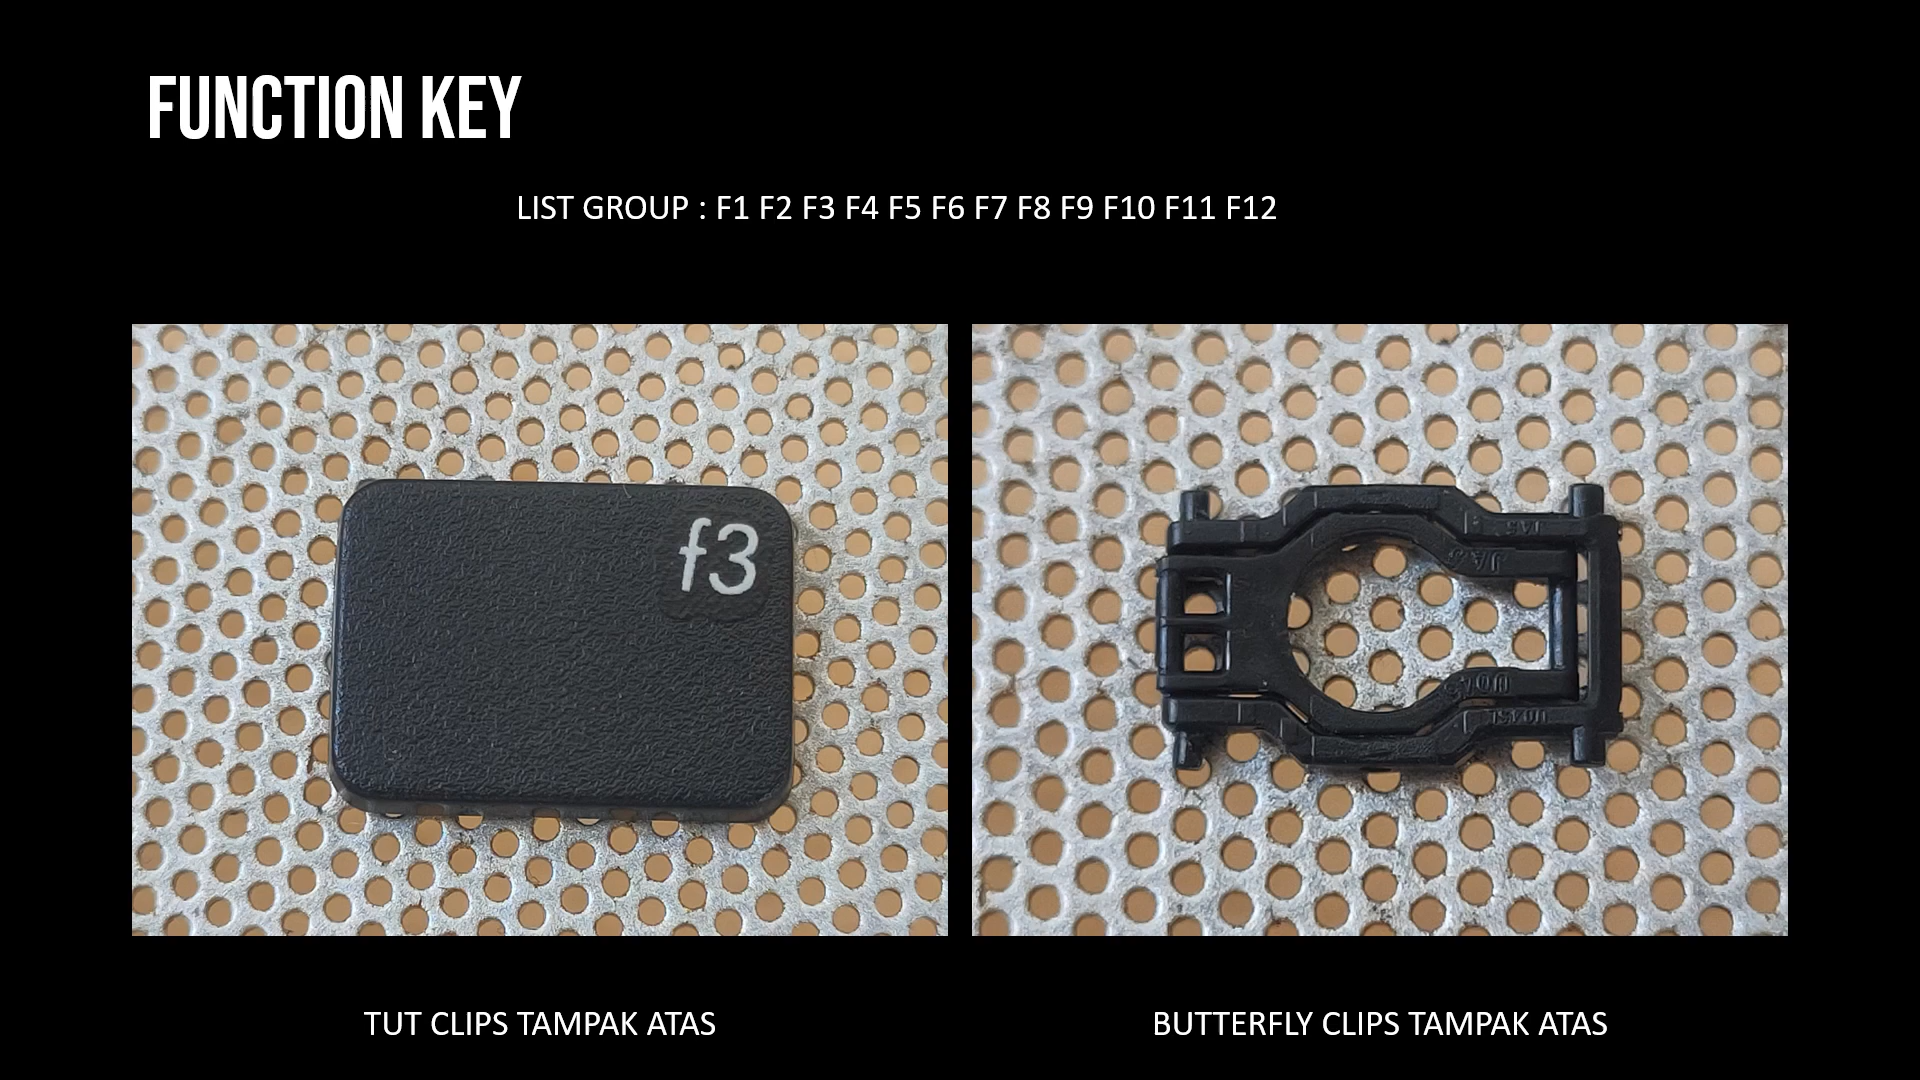 FUNCTION KEY
LIST GROUP : F1 F2 F3 F4 F5 F6 F7 F8 F9 F10 F11 F12
f3
TUT CLIPS TAMPAK ATAS
BUTTERFLY CLIPS TAMPAK ATAS